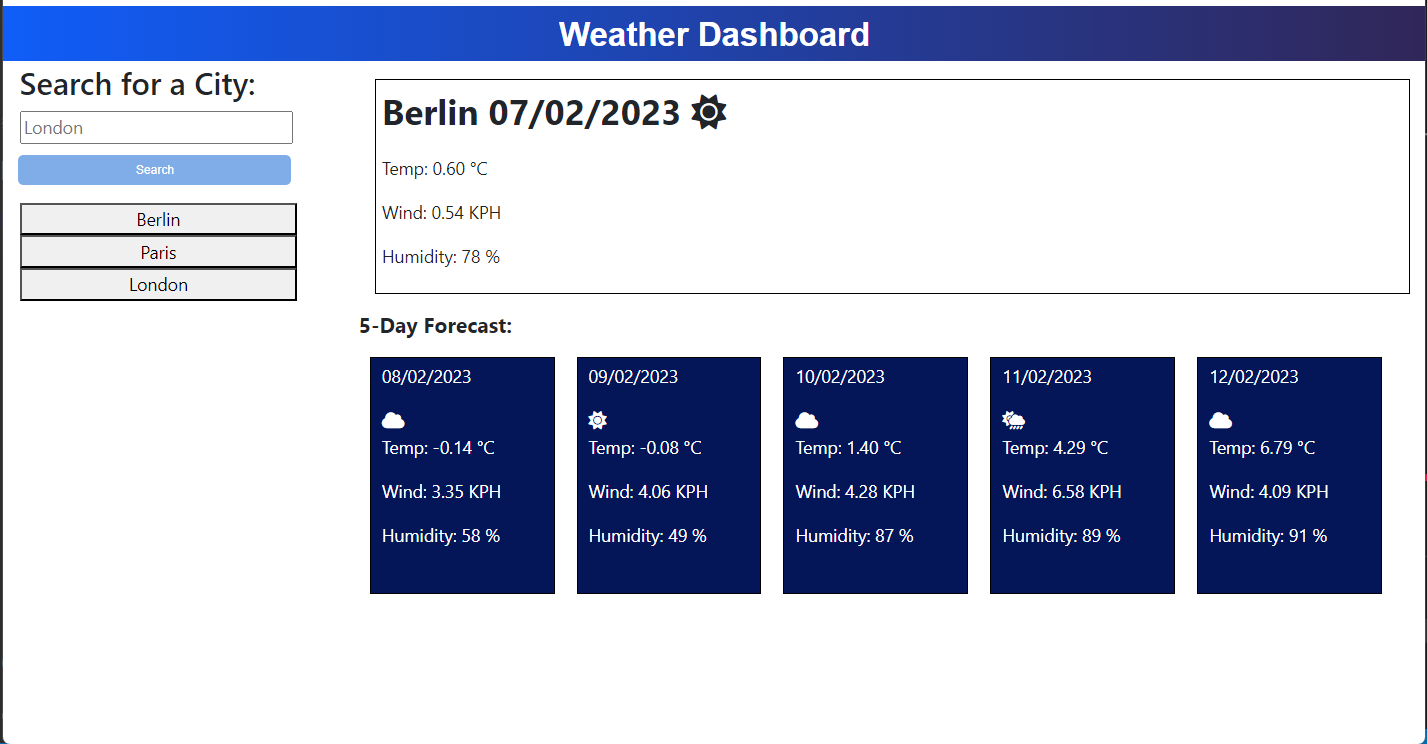 Weather Dashboard
Search for a City:
London
Search
Berlin
Paris
London
Berlin 07/02/2023
Temp: 0.60 °C
Wind: 0.54 KPH
Humidity: 78 %
5-Day Forecast:
08/02/2023
Temp: -0.14 °C
Wind: 3.35 KPH
Humidity: 58 %
09/02/2023
Temp: -0.08 °C
Wind: 4.06 KPH
Humidity: 49 %
10/02/2023
Temp: 1.40 °C
Wind: 4.28 KPH
Humidity: 87 %
11/02/2023
Temp: 4.29 °C
Wind: 6.58 KPH
Humidity: 89 %
12/02/2023
Temp: 6.79 °C
Wind: 4.09 KPH
Humidity: 91 %